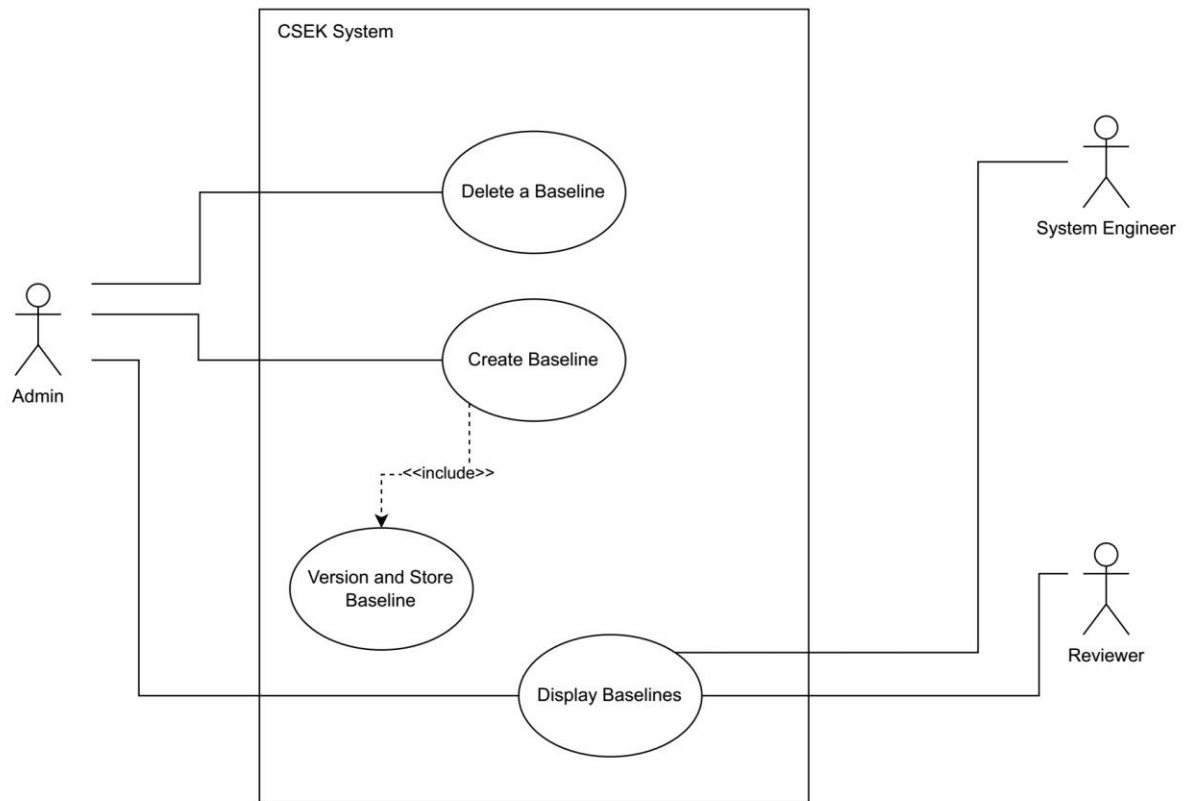 CSEK System
Delete a Baseline
System Engineer
Create Baseline
Admin
<<include>>
Version and Store
Baseline
Reviewer
Display Baselines